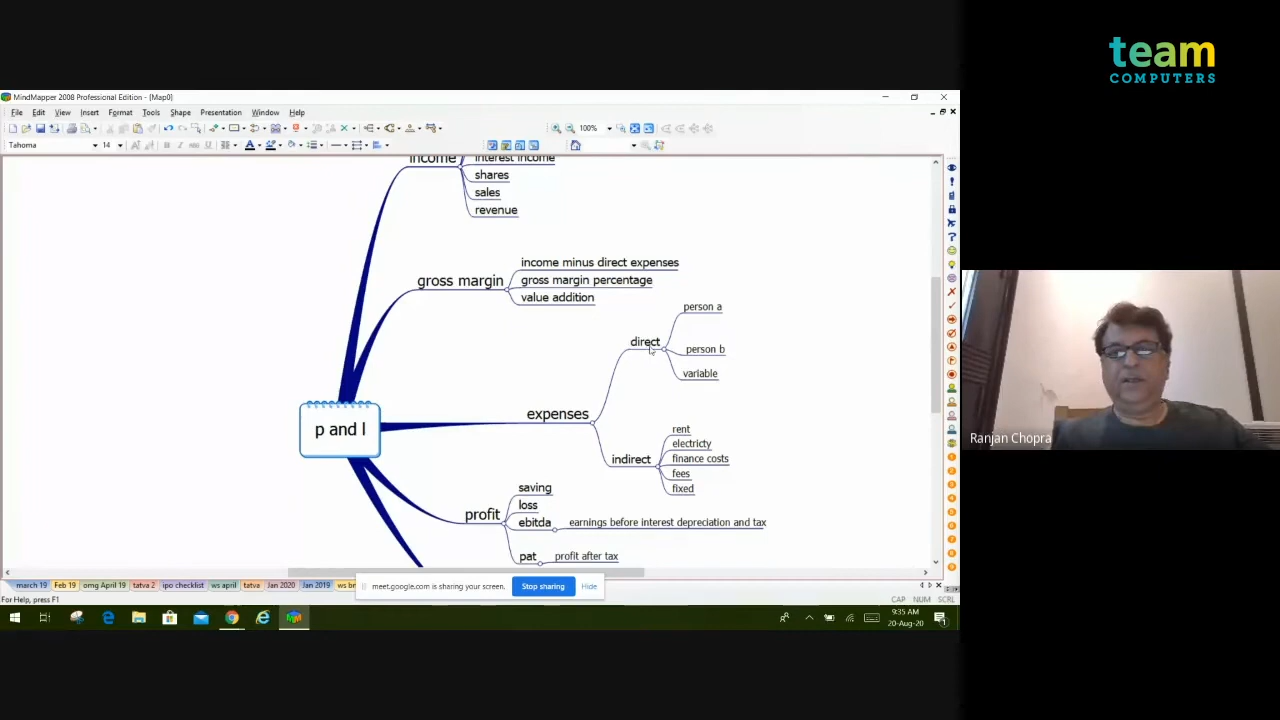 team
COMPUTERS
MindMapper 2008 Professional Edition - [Map0]
File Edit View Insert Format Tools Shape Presentation Window Help
100%
Tahoma 14
income
interest income
shares
sales
revenue
gross margin
income minus direct expenses
gross margin percentage
value addition
p and l
expenses
direct
person a
person b
variable
indirect
rent
electricty
finance costs
fees
fixed
profit
saving
loss
ebitda
earnings before interest depreciation and tax
pat
profit after tax
Ranjan Chopra
march 19 Feb 19 omg April 19 tatva 2 ipo checklist ws april tatva Jan 2020 Jan 2019
meet.google.com is sharing your screen. Stop sharing Hide
For Help, press F1
CAP NUM SCRL
9:35 AM
20-Aug-20